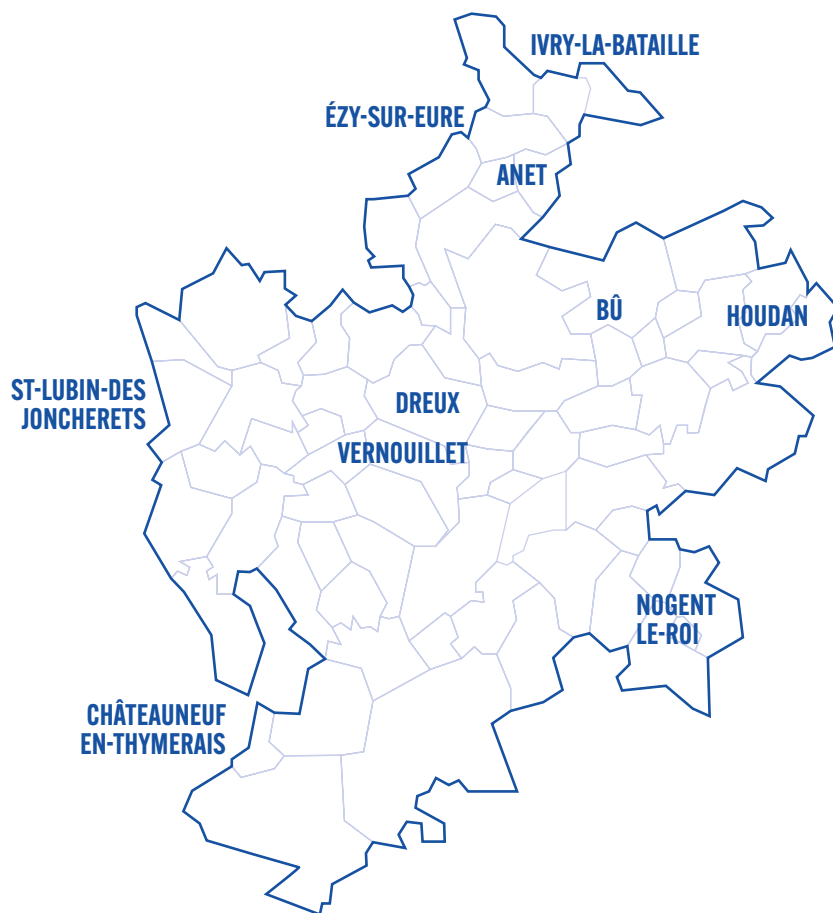 IVRY-LA-BATAILLE
ÉZY-SUR-EURE
ANET
BÛ
HOUDAN
ST-LUBIN-DES
JONCHERETS
DREUX
VERNOUILLET
NOGENT
LE-ROI
CHÂTEAUNEUF
EN-THYMERAIS